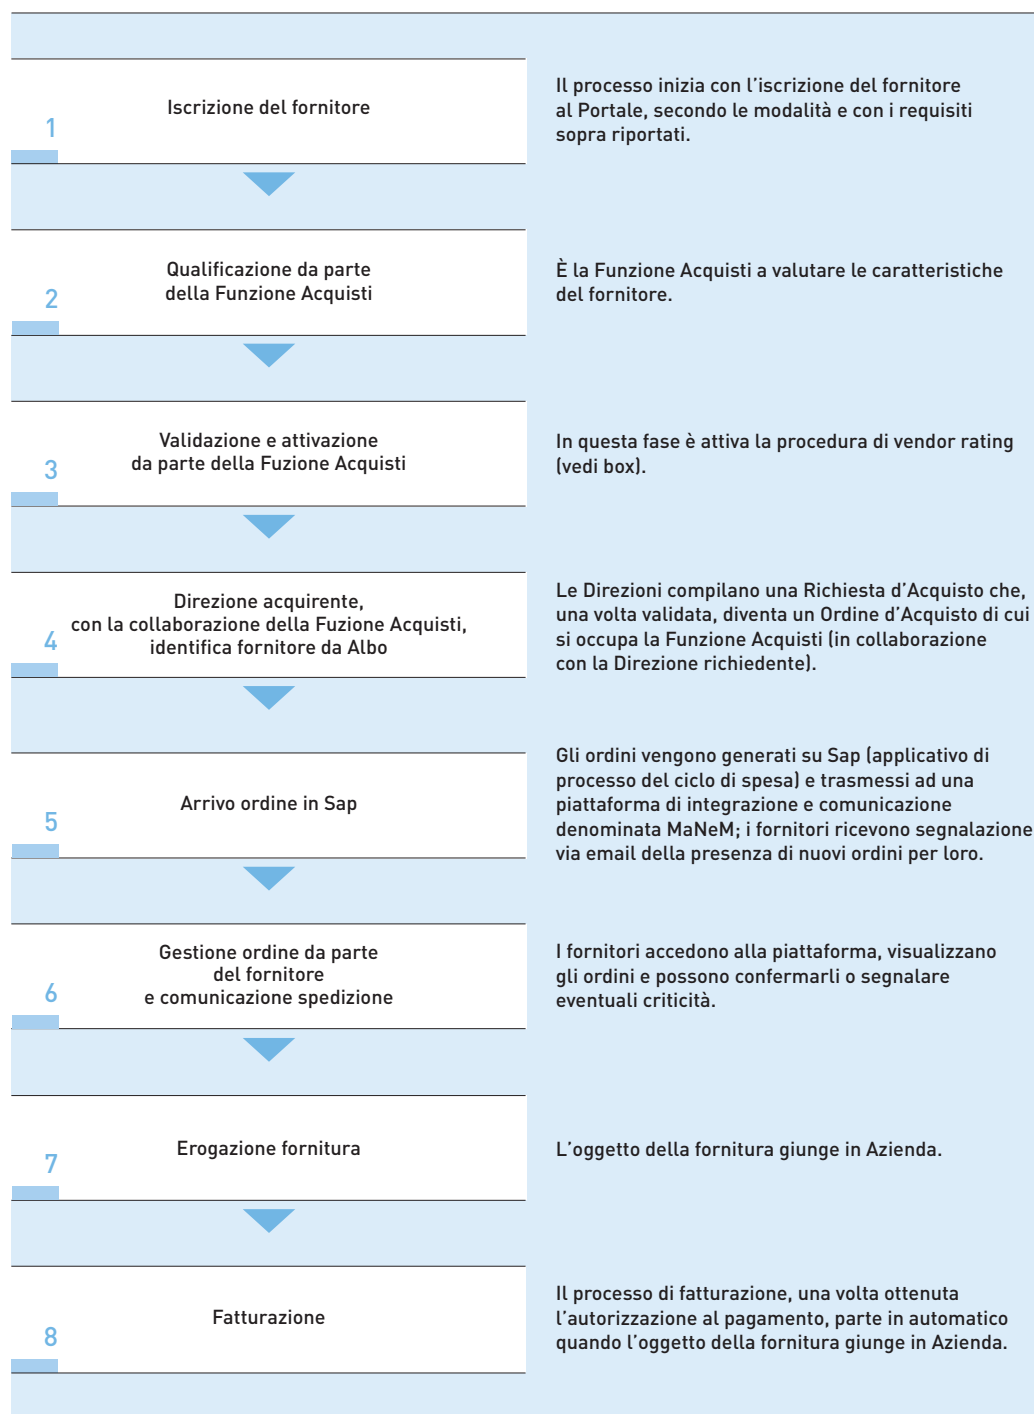 1
Iscrizione del fornitore
Il processo inizia con l'iscrizione del fornitore
al Portale, secondo le modalità e con i requisiti
sopra riportati.
2
Qualificazione da parte
della Funzione Acquisti
È la Funzione Acquisti a valutare le caratteristiche
del fornitore.
3
Validazione e attivazione
da parte della Fuzione Acquisti
In questa fase è attiva la procedura di vendor rating
(vedi box).
4
Direzione acquirente,
con la collaborazione della Fuzione Acquisti,
identifica fornitore da Albo
Le Direzioni compilano una Richiesta d'Acquisto che,
una volta validata, diventa un Ordine d'Acquisto di cui
si occupa la Funzione Acquisti (in collaborazione
con la Direzione richiedente).
5
Arrivo ordine in Sap
Gli ordini vengono generati su Sap (applicativo di
processo del ciclo di spesa) e trasmessi ad una
piattaforma di integrazione e comunicazione
denominata MaNeM; i fornitori ricevono segnalazione
via email della presenza di nuovi ordini per loro.
6
Gestione ordine da parte
del fornitore
e comunicazione spedizione
I fornitori accedono alla piattaforma, visualizzano
gli ordini e possono confermarli o segnalare
eventuali criticità.
7
Erogazione fornitura
L'oggetto della fornitura giunge in Azienda.
8
Fatturazione
Il processo di fatturazione, una volta ottenuta
l'autorizzazione al pagamento, parte in automatico
quando l'oggetto della fornitura giunge in Azienda.